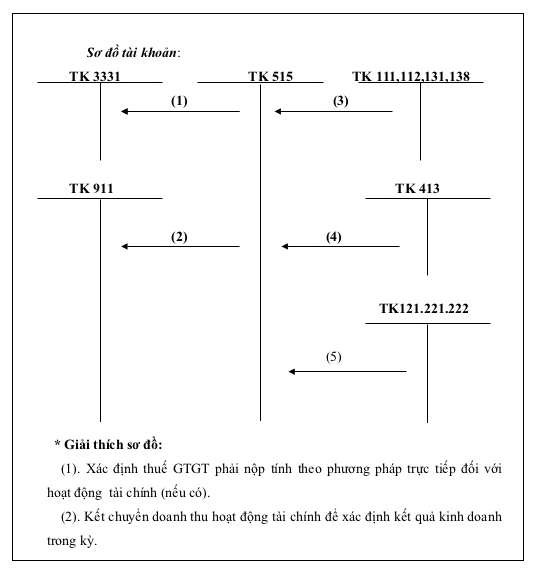 Sơ đồ tài khoản:
TK 3331 TK 515 TK 111,112,131,138
(1) (3)
TK 911 TK 413
(2) (4)
TK121.221.222
(5)
* Giải thích sơ đồ:
(1). Xác định thuế GTGT phải nộp tính theo phương pháp trực tiếp đối với
hoạt động tài chính (nếu có).
(2). Kết chuyển doanh thu hoạt động tài chính để xác định kết quả kinh doanh
trong kỳ.